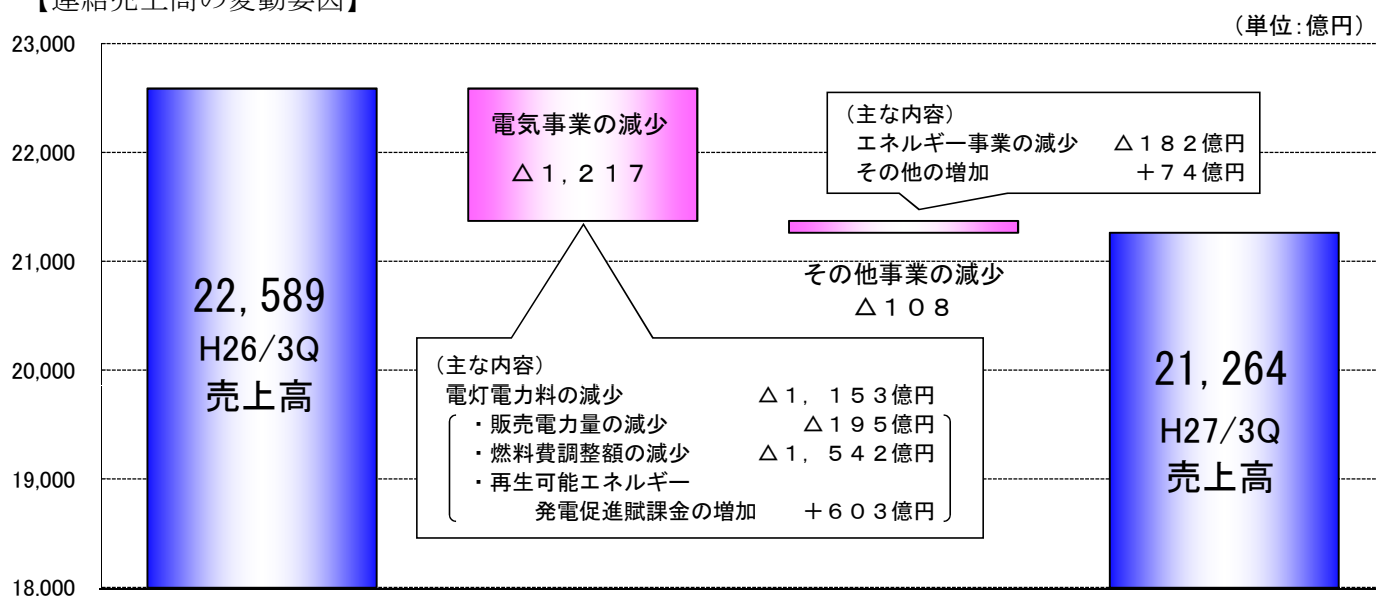 【連結売上高の変動要因】
（単位：億円）
23,000
22,000
21,000
20,000
19,000
18,000
22,589
H26/3Q
売上高
電気事業の減少
△１,２１７
（主な内容）
電灯電力料の減少 △１，１５３億円
・販売電力量の減少 △１９５億円
・燃料費調整額の減少 △１，５４２億円
・再生可能エネルギー
発電促進賦課金の増加 ＋６０３億円
（主な内容）
エネルギー事業の減少 △１８２億円
その他の増加 ＋７４億円
その他事業の減少
△１０８
21,264
H27/3Q
売上高